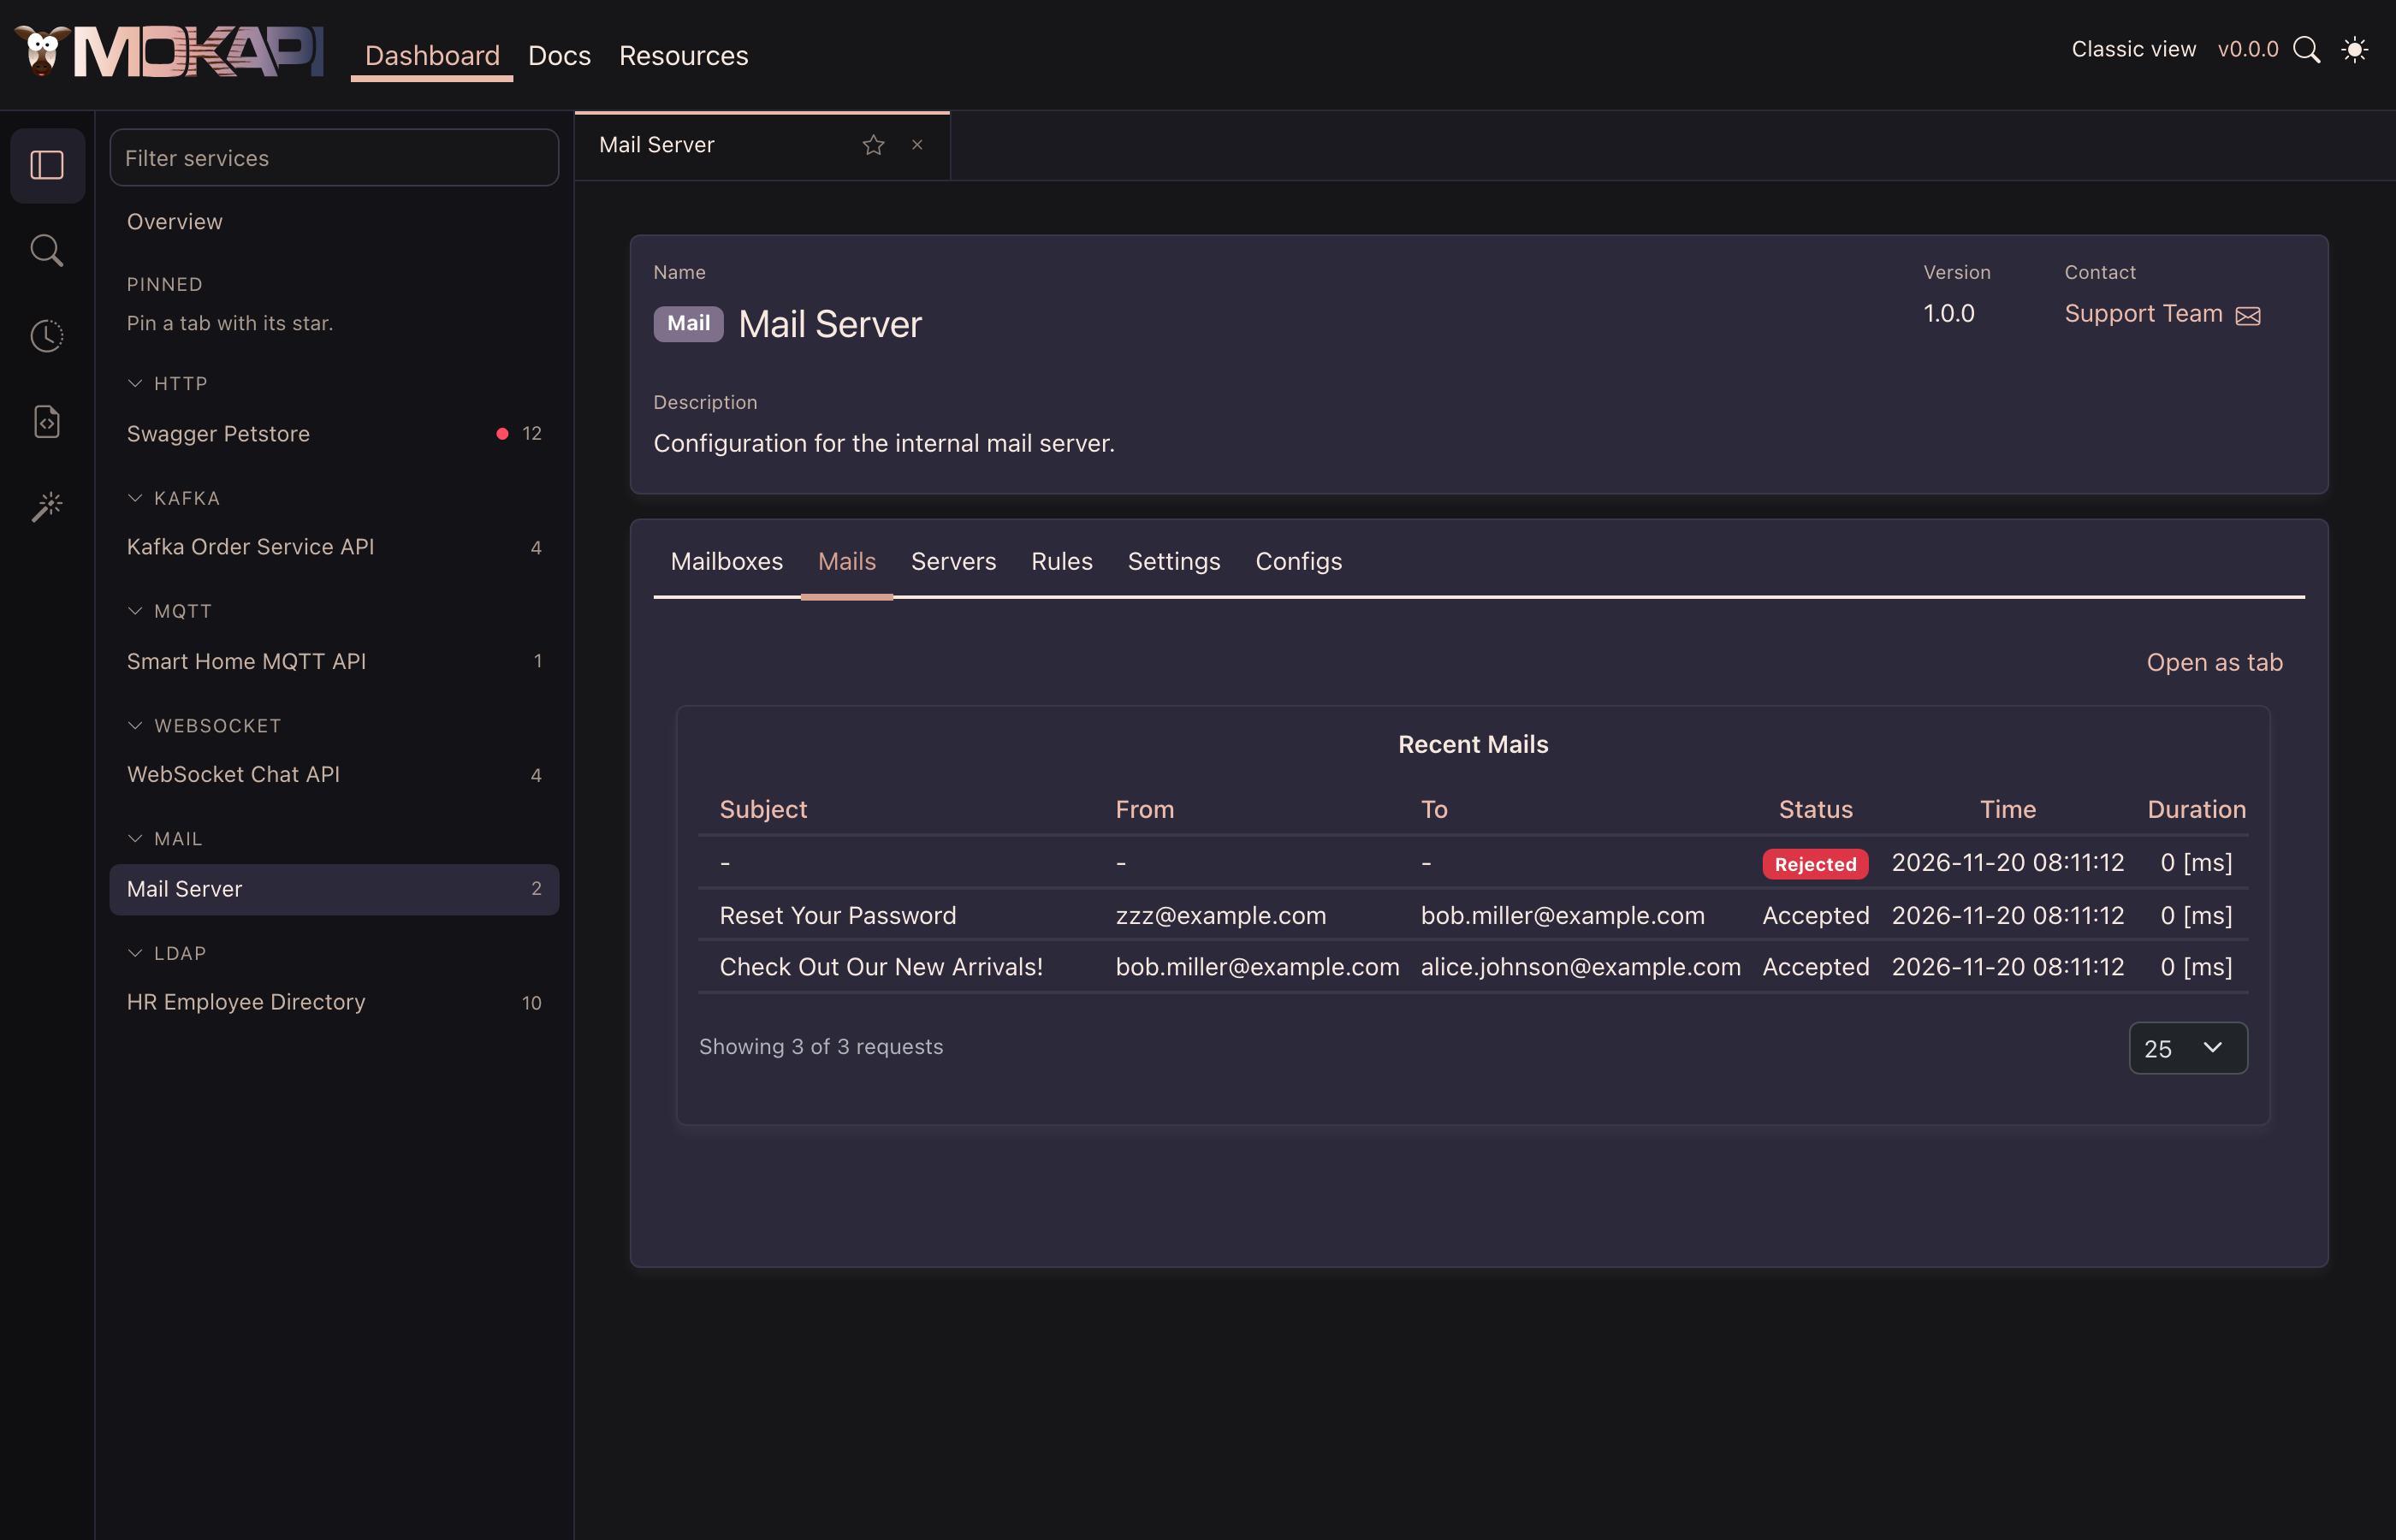 MOKAPI Dashboard Docs Resources Classic view v0.0.0
Filter services
Overview
PINNED
Pin a tab with its star.
HTTP
Swagger Petstore 12
KAFKA
Kafka Order Service API 4
MQTT
Smart Home MQTT API 1
WEBSOCKET
WebSocket Chat API 4
MAIL
Mail Server 2
LDAP
HR Employee Directory 10
Mail Server ×
Name Version Contact
Mail Mail Server 1.0.0 Support Team
Description
Configuration for the internal mail server.
Mailboxes Mails Servers Rules Settings Configs
Open as tab
Recent Mails
Subject From To Status Time Duration
- - - Rejected 2026-11-20 08:11:12 0 [ms]
Reset Your Password zzz@example.com bob.miller@example.com Accepted 2026-11-20 08:11:12 0 [ms]
Check Out Our New Arrivals! bob.miller@example.com alice.johnson@example.com Accepted 2026-11-20 08:11:12 0 [ms]
Showing 3 of 3 requests 25